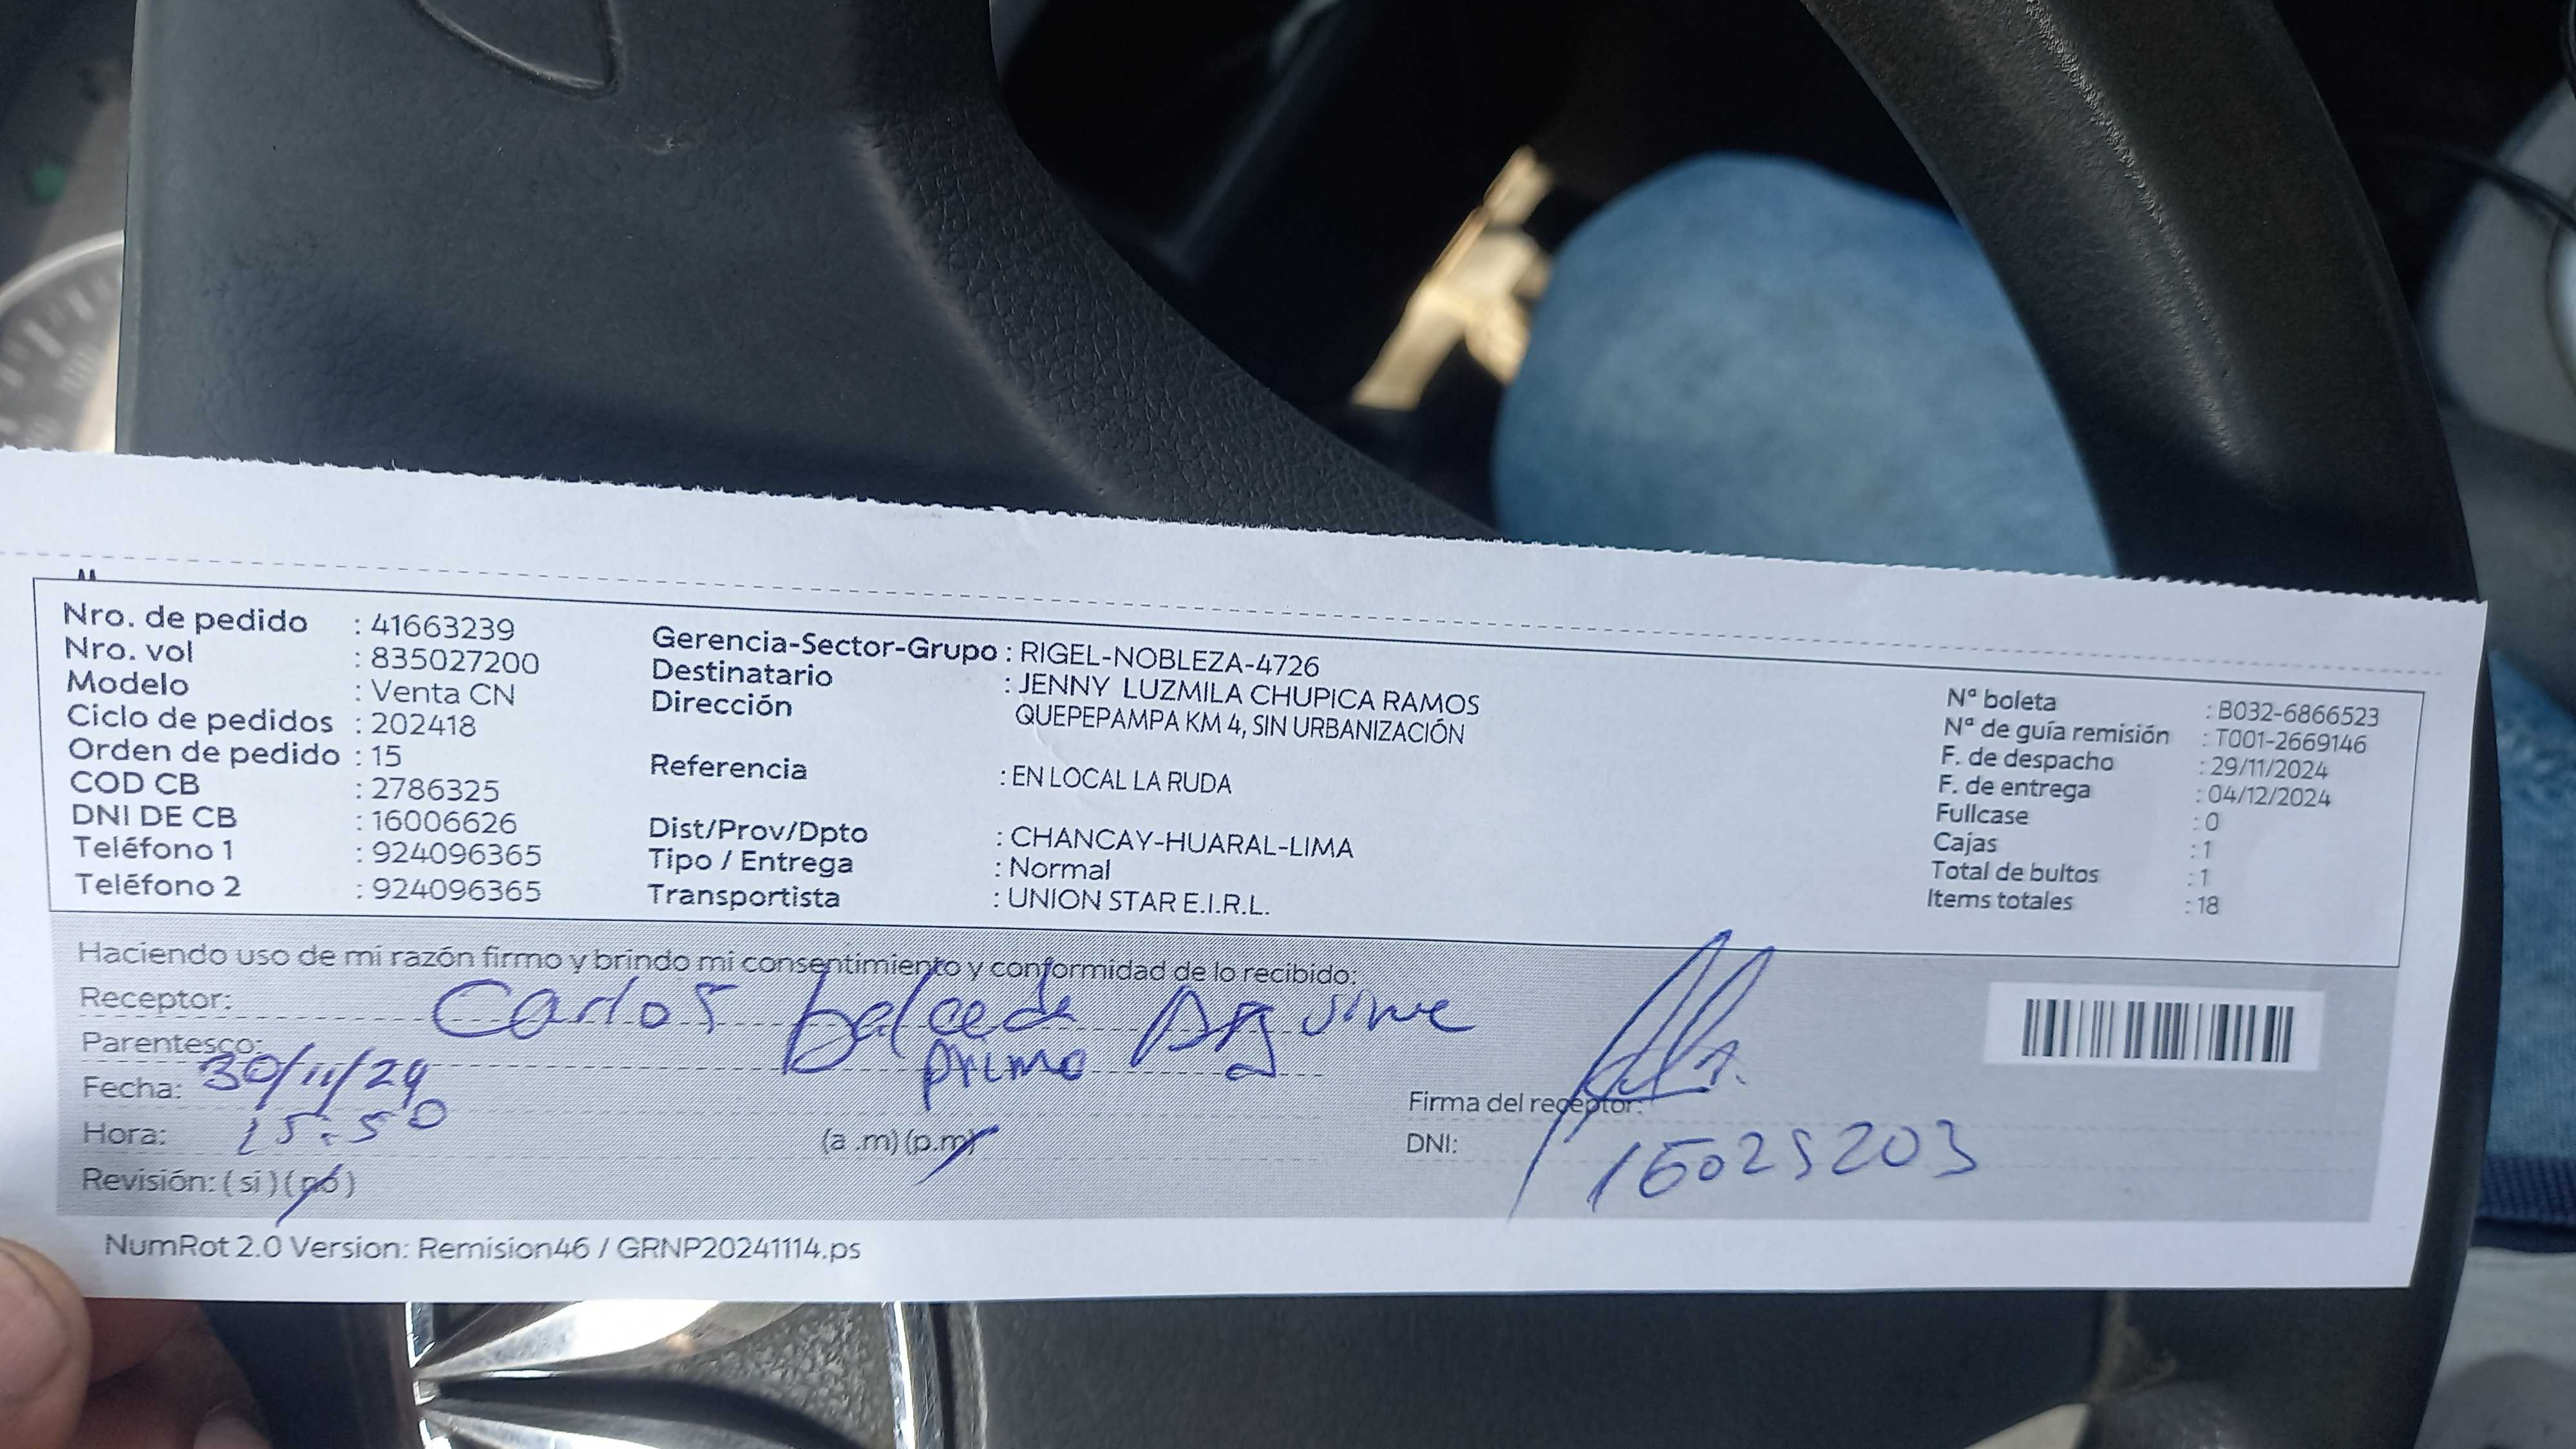 Nro. de pedido : 41663239
Nro. vol : 835027200
Modelo : Venta CN
Ciclo de pedidos : 202418
Orden de pedido : 15
COD CB : 2786325
DNI DE CB : 16006626
Teléfono 1 : 924096365
Teléfono 2 : 924096365
Gerencia-Sector-Grupo : RIGEL-NOBLEZA-4726
Destinatario : JENNY LUZMILA CHUPICA RAMOS
Dirección QUEPEPAMPA KM 4, SIN URBANIZACIÓN
Referencia : EN LOCAL LA RUDA
Dist/Prov/Dpto : CHANCAY-HUARAL-LIMA
Tipo / Entrega : Normal
Transportista : UNION STAR E.I.R.L.
Nª boleta : B032-6866523
Nª de guía remisión : T001-2669146
F. de despacho : 29/11/2024
F. de entrega : 04/12/2024
Fullcase : 0
Cajas : 1
Total de bultos : 1
Items totales : 18
Haciendo uso de mi razón firmo y brindo mi consentimiento y conformidad de lo recibido:
Receptor: Carlos
Parentesco: primo
Fecha: 30/11/24
Hora: 15:50 (a .m) (p.m)
Revisión: ( si ) ( no )
Firma del receptor:
DNI: 16025203
NumRot 2.0 Version: Remision46 / GRNP20241114.ps